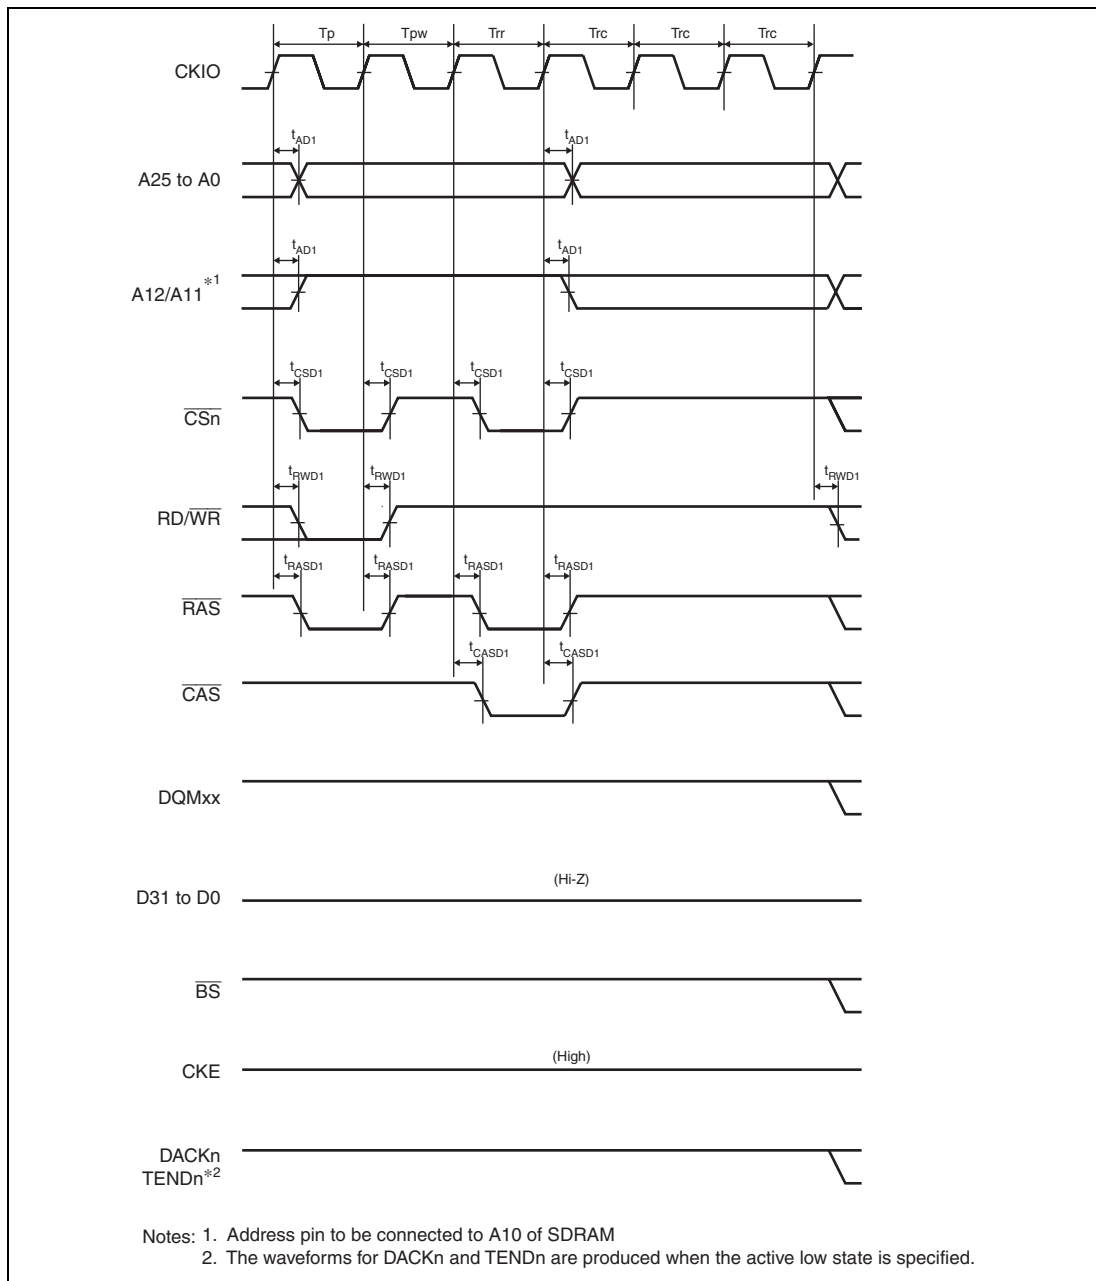 Tp Tpw Trr Trc Trc Trc
CKIO
tAD1 tAD1
A25 to A0
tAD1 tAD1
A12/A11*1
tCSD1 tCSD1 tCSD1 tCSD1
CSn
tRWD1 tRWD1 tRWD1
RD/WR
tRASD1 tRASD1 tRASD1 tRASD1
RAS
tCASD1 tCASD1
CAS
DQMxx
(Hi-Z)
D31 to D0
BS
(High)
CKE
DACKn
TENDn*2
Notes: 1. Address pin to be connected to A10 of SDRAM
2. The waveforms for DACKn and TENDn are produced when the active low state is specified.